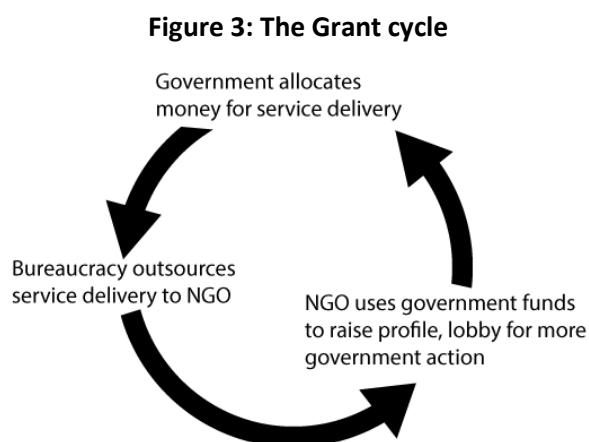 Figure 3: The Grant cycle
Government allocates
money for service delivery
Bureaucracy outsources
service delivery to NGO
NGO uses government funds
to raise profile, lobby for more
government action